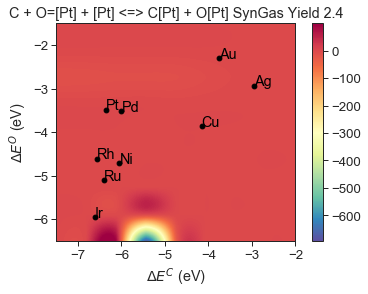 C + O=[Pt] + [Pt] <=> C[Pt] + O[Pt] SynGas Yield 2.4
−2
−3
−4
−5
−6
ΔE^O (eV)
Au
Ag
Pt
Pd
Cu
Rh
Ni
Ru
Ir
−7
−6
−5
−4
−3
−2
ΔE^C (eV)
0
−100
−200
−300
−400
−500
−600